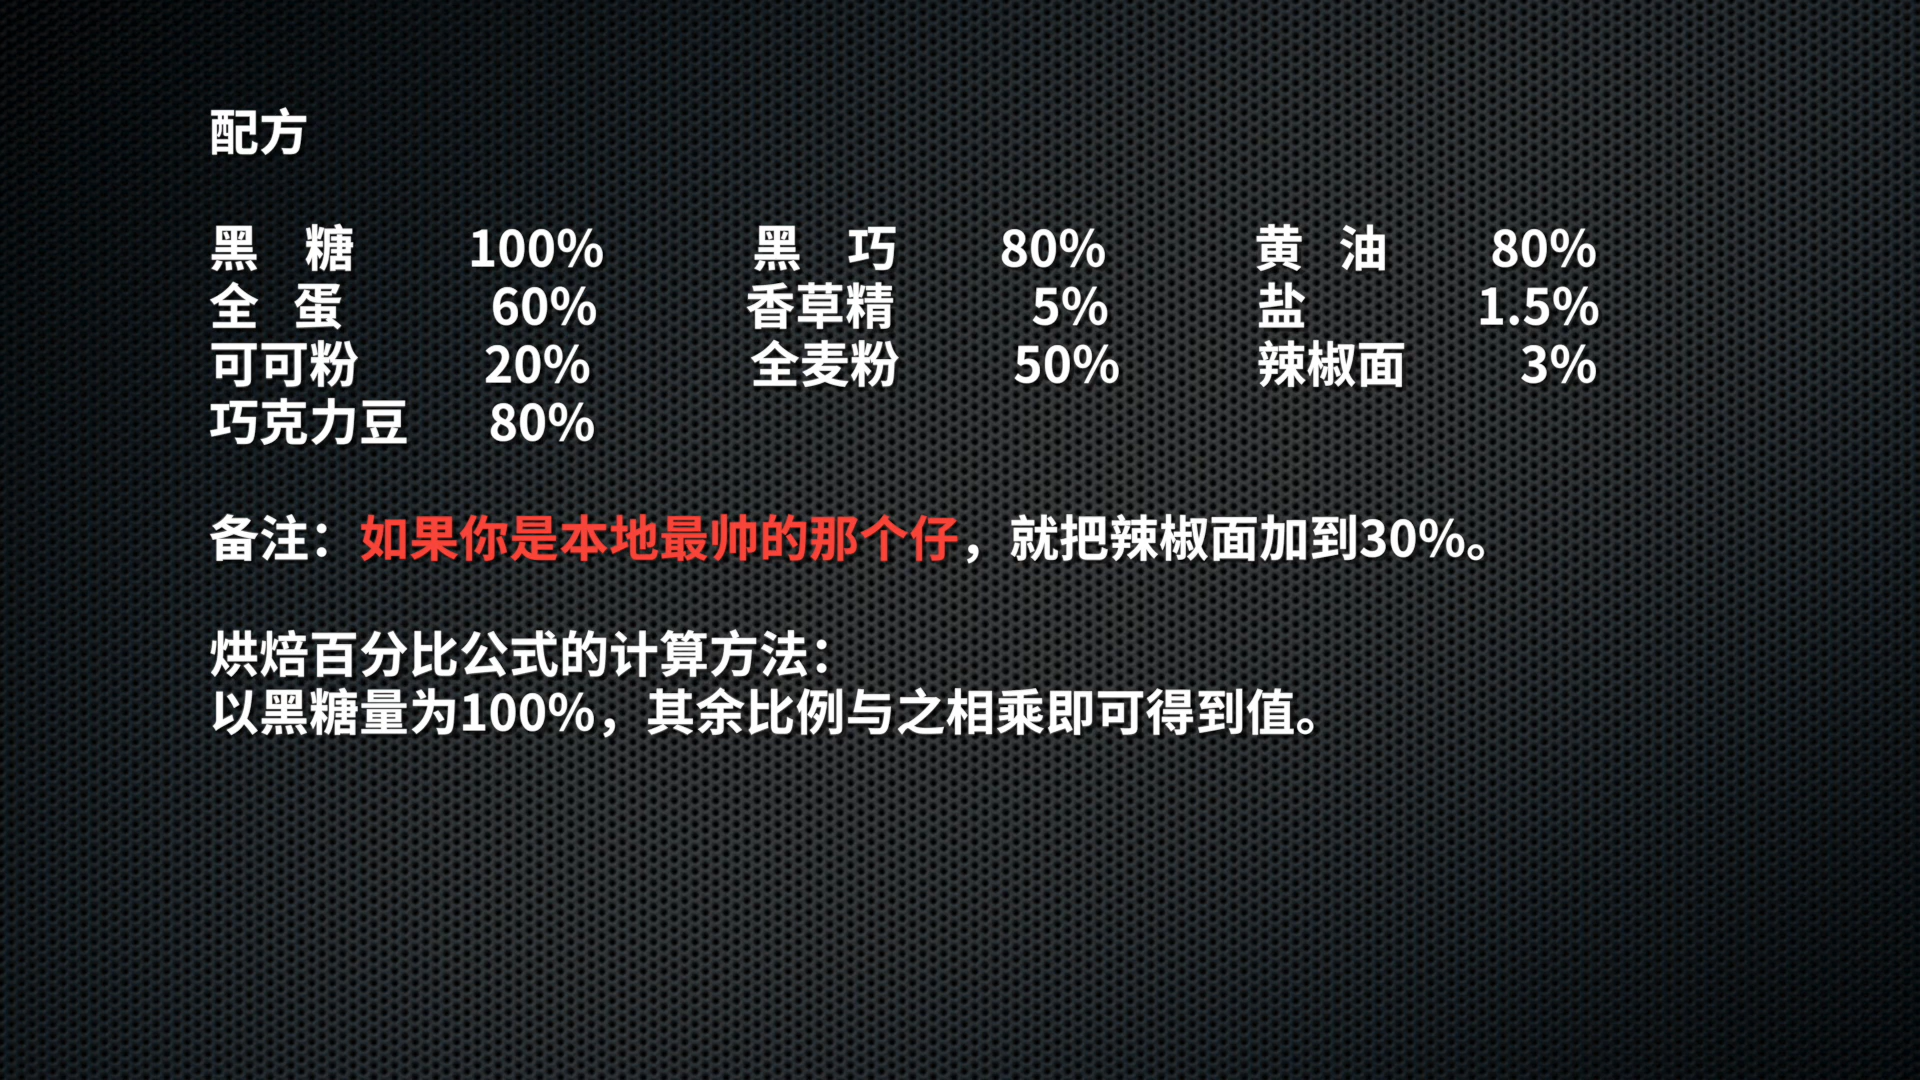 配方
黑 糖 100% 黑 巧 80% 黄 油 80%
全 蛋 60% 香草精 5% 盐 1.5%
可可粉 20% 全麦粉 50% 辣椒面 3%
巧克力豆 80%
备注：如果你是本地最帅的那个仔，就把辣椒面加到30%。
烘焙百分比公式的计算方法：
以黑糖量为100%，其余比例与之相乘即可得到值。